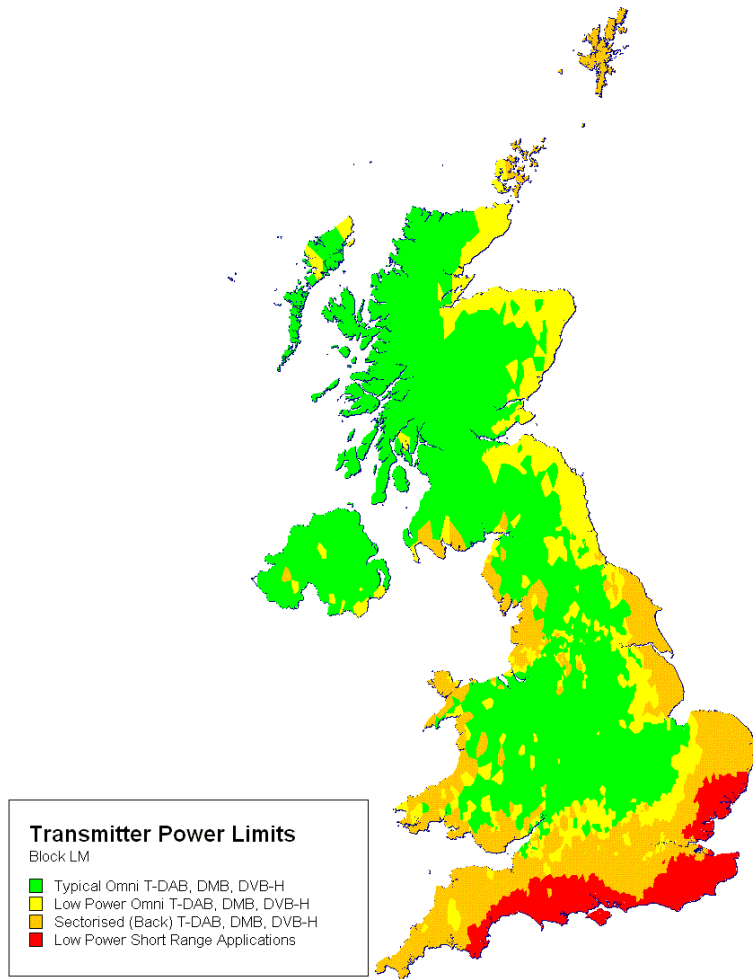 Transmitter Power Limits
Block LM
Typical Omni T-DAB, DMB, DVB-H
Low Power Omni T-DAB, DMB, DVB-H
Sectorised (Back) T-DAB, DMB, DVB-H
Low Power Short Range Applications